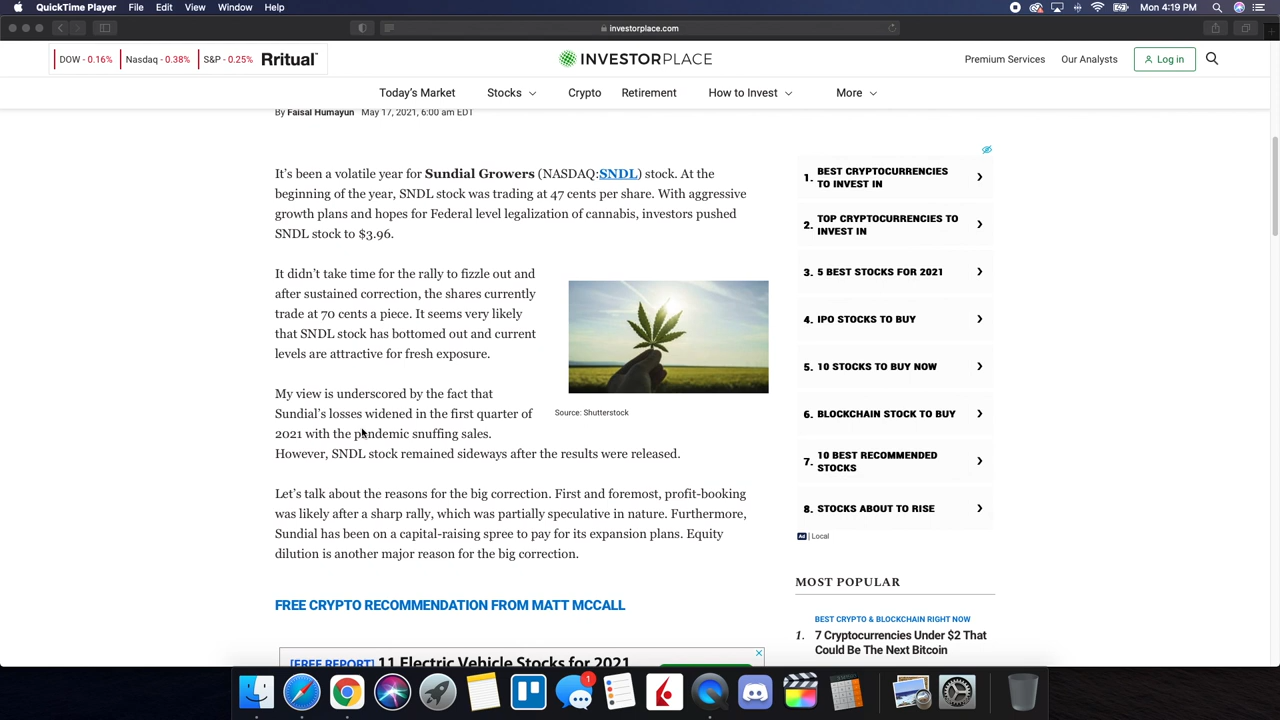 QuickTime Player File Edit View Window Help
Mon 4:19 PM
investorplace.com
DOW - 0.16% Nasdaq - 0.38% S&P - 0.25% Rritual
INVESTORPLACE
Premium Services Our Analysts Log in
Today's Market Stocks Crypto Retirement How to Invest More
By Faisal Humayun May 17, 2021, 6:00 am EDT
It's been a volatile year for Sundial Growers (NASDAQ:SNDL) stock. At the
beginning of the year, SNDL stock was trading at 47 cents per share. With aggressive
growth plans and hopes for Federal level legalization of cannabis, investors pushed
SNDL stock to $3.96.
It didn't take time for the rally to fizzle out and
after sustained correction, the shares currently
trade at 70 cents a piece. It seems very likely
that SNDL stock has bottomed out and current
levels are attractive for fresh exposure.
My view is underscored by the fact that
Sundial's losses widened in the first quarter of
2021 with the pandemic snuffing sales.
However, SNDL stock remained sideways after the results were released.
Source: Shutterstock
Let's talk about the reasons for the big correction. First and foremost, profit-booking
was likely after a sharp rally, which was partially speculative in nature. Furthermore,
Sundial has been on a capital-raising spree to pay for its expansion plans. Equity
dilution is another major reason for the big correction.
FREE CRYPTO RECOMMENDATION FROM MATT MCCALL
[FREE REPORT] 11 Electric Vehicle Stocks for 2021
1. BEST CRYPTOCURRENCIES
TO INVEST IN
2. TOP CRYPTOCURRENCIES TO
INVEST IN
3. 5 BEST STOCKS FOR 2021
4. IPO STOCKS TO BUY
5. 10 STOCKS TO BUY NOW
6. BLOCKCHAIN STOCK TO BUY
7. 10 BEST RECOMMENDED
STOCKS
8. STOCKS ABOUT TO RISE
Ad | Local
MOST POPULAR
BEST CRYPTO & BLOCKCHAIN RIGHT NOW
1. 7 Cryptocurrencies Under $2 That
Could Be The Next Bitcoin
1